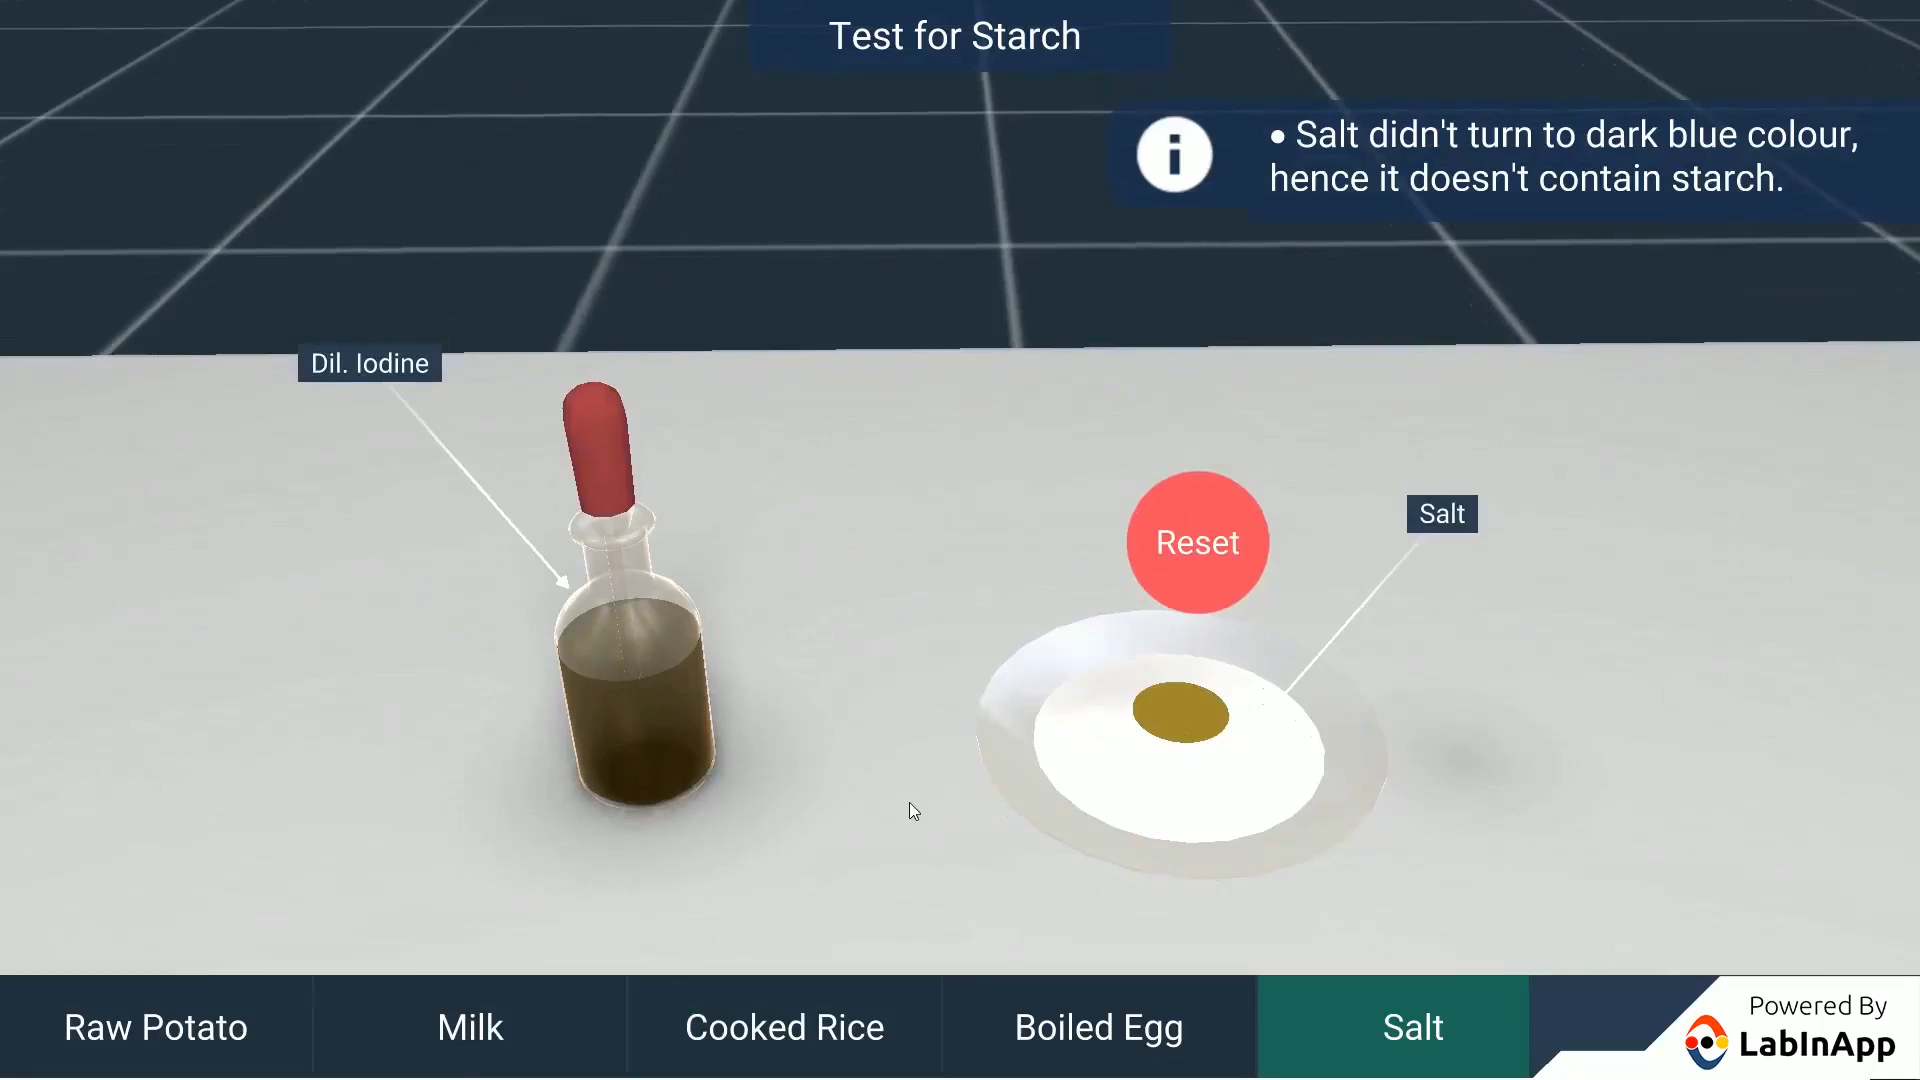 Test for Starch
• Salt didn't turn to dark blue colour,
hence it doesn't contain starch.
Dil. Iodine
Reset
Salt
Raw Potato
Milk
Cooked Rice
Boiled Egg
Salt
Powered By
LabInApp